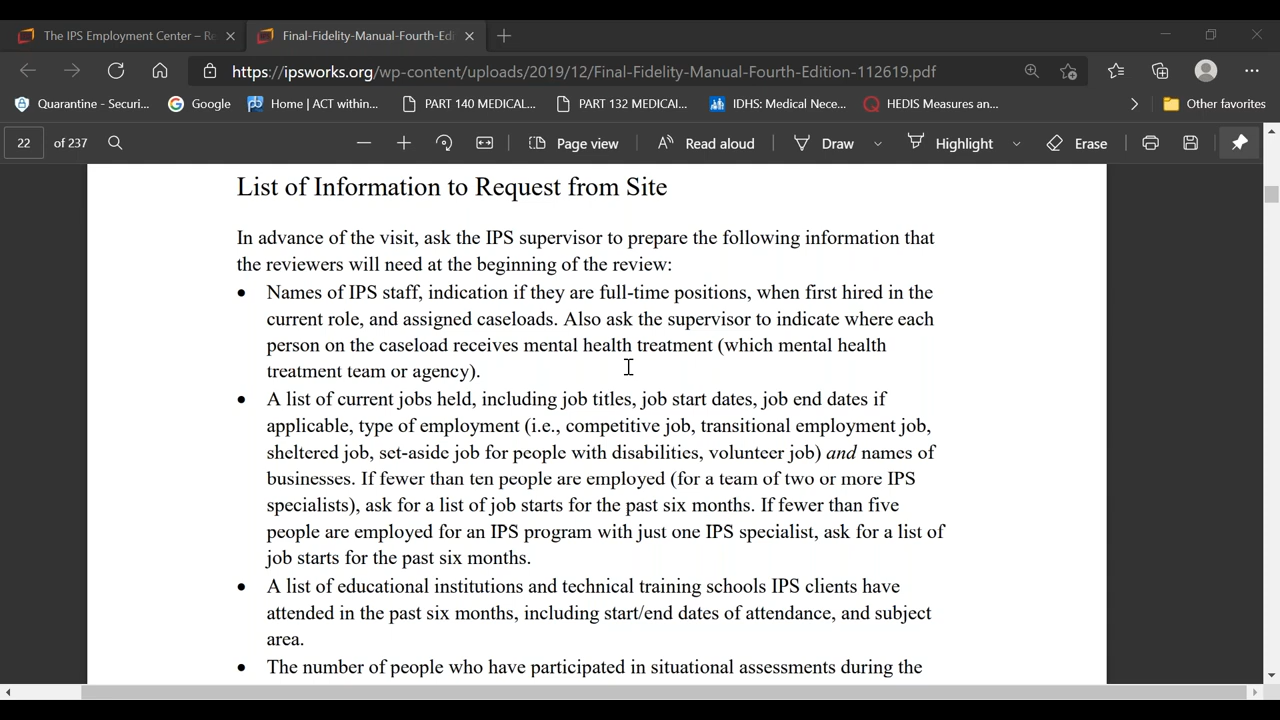 The IPS Employment Center – Re
Final-Fidelity-Manual-Fourth-Edi
https://ipsworks.org/wp-content/uploads/2019/12/Final-Fidelity-Manual-Fourth-Edition-112619.pdf
Quarantine - Securi... Google Home | ACT within... PART 140 MEDICAL... PART 132 MEDICAI... IDHS: Medical Nece... HEDIS Measures an... Other favorites
22 of 237 Page view Read aloud Draw Highlight Erase
List of Information to Request from Site
In advance of the visit, ask the IPS supervisor to prepare the following information that
the reviewers will need at the beginning of the review:
• Names of IPS staff, indication if they are full-time positions, when first hired in the
current role, and assigned caseloads. Also ask the supervisor to indicate where each
person on the caseload receives mental health treatment (which mental health
treatment team or agency).
• A list of current jobs held, including job titles, job start dates, job end dates if
applicable, type of employment (i.e., competitive job, transitional employment job,
sheltered job, set-aside job for people with disabilities, volunteer job) and names of
businesses. If fewer than ten people are employed (for a team of two or more IPS
specialists), ask for a list of job starts for the past six months. If fewer than five
people are employed for an IPS program with just one IPS specialist, ask for a list of
job starts for the past six months.
• A list of educational institutions and technical training schools IPS clients have
attended in the past six months, including start/end dates of attendance, and subject
area.
• The number of people who have participated in situational assessments during the